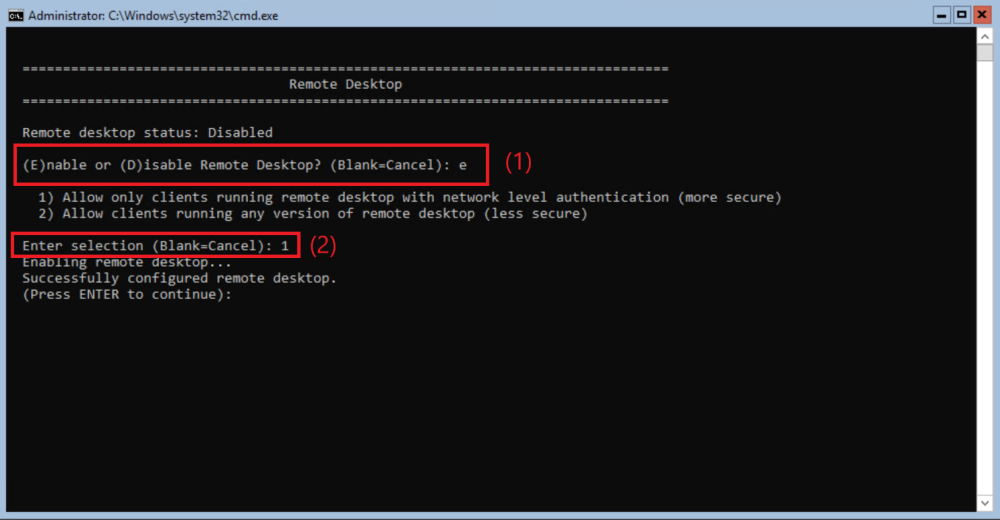 Administrator: C:\Windows\system32\cmd.exe
================================================================================
Remote Desktop
================================================================================
Remote desktop status: Disabled
(E)nable or (D)isable Remote Desktop? (Blank=Cancel): e (1)
1) Allow only clients running remote desktop with network level authentication (more secure)
2) Allow clients running any version of remote desktop (less secure)
Enter selection (Blank=Cancel): 1 (2)
Enabling remote desktop...
Successfully configured remote desktop.
(Press ENTER to continue):